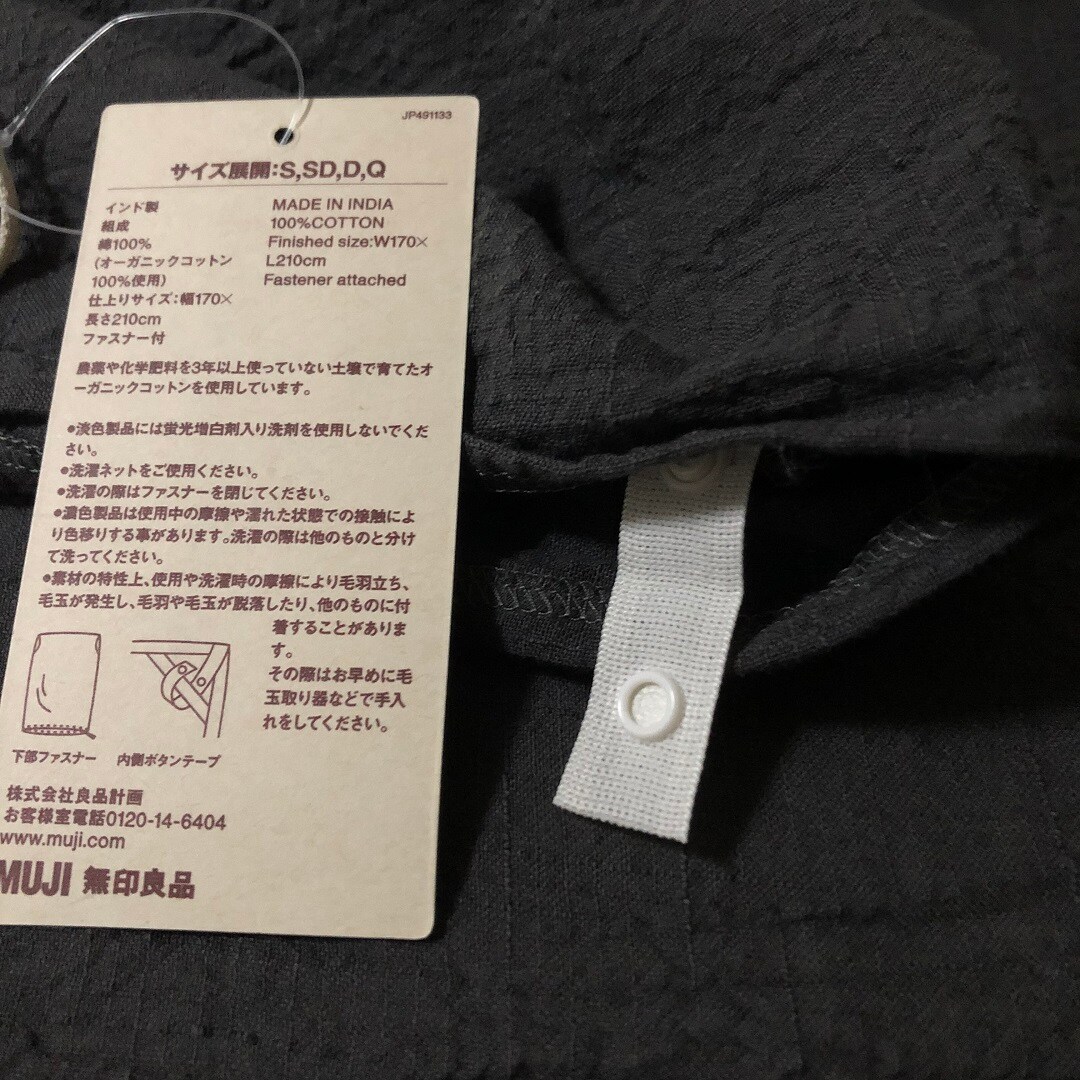 JP491133
サイズ展開:S,SD,D,Q
インド製
組成
綿100%
(オーガニックコットン
100%使用)
仕上りサイズ:幅170×
長さ210cm
ファスナー付
MADE IN INDIA
100%COTTON
Finished size:W170×
L210cm
Fastener attached
農薬や化学肥料を3年以上使っていない土壌で育てたオ
ーガニックコットンを使用しています。
●淡色製品には蛍光増白剤入り洗剤を使用しないでくだ
さい。
●洗濯ネットをご使用ください。
●洗濯の際はファスナーを閉じてください。
●濃色製品は使用中の摩擦や濡れた状態での接触によ
り色移りする事があります。洗濯の際は他のものと分け
て洗ってください。
●素材の特性上、使用や洗濯時の摩擦により毛羽立ち、
毛玉が発生し、毛羽や毛玉が脱落したり、他のものに付
着することがありま
す。
その際はお早めに毛
玉取り器などで手入
れをしてください。
下部ファスナー 内側ボタンテープ
株式会社良品計画
お客様室電話0120-14-6404
www.muji.com
MUJI 無印良品